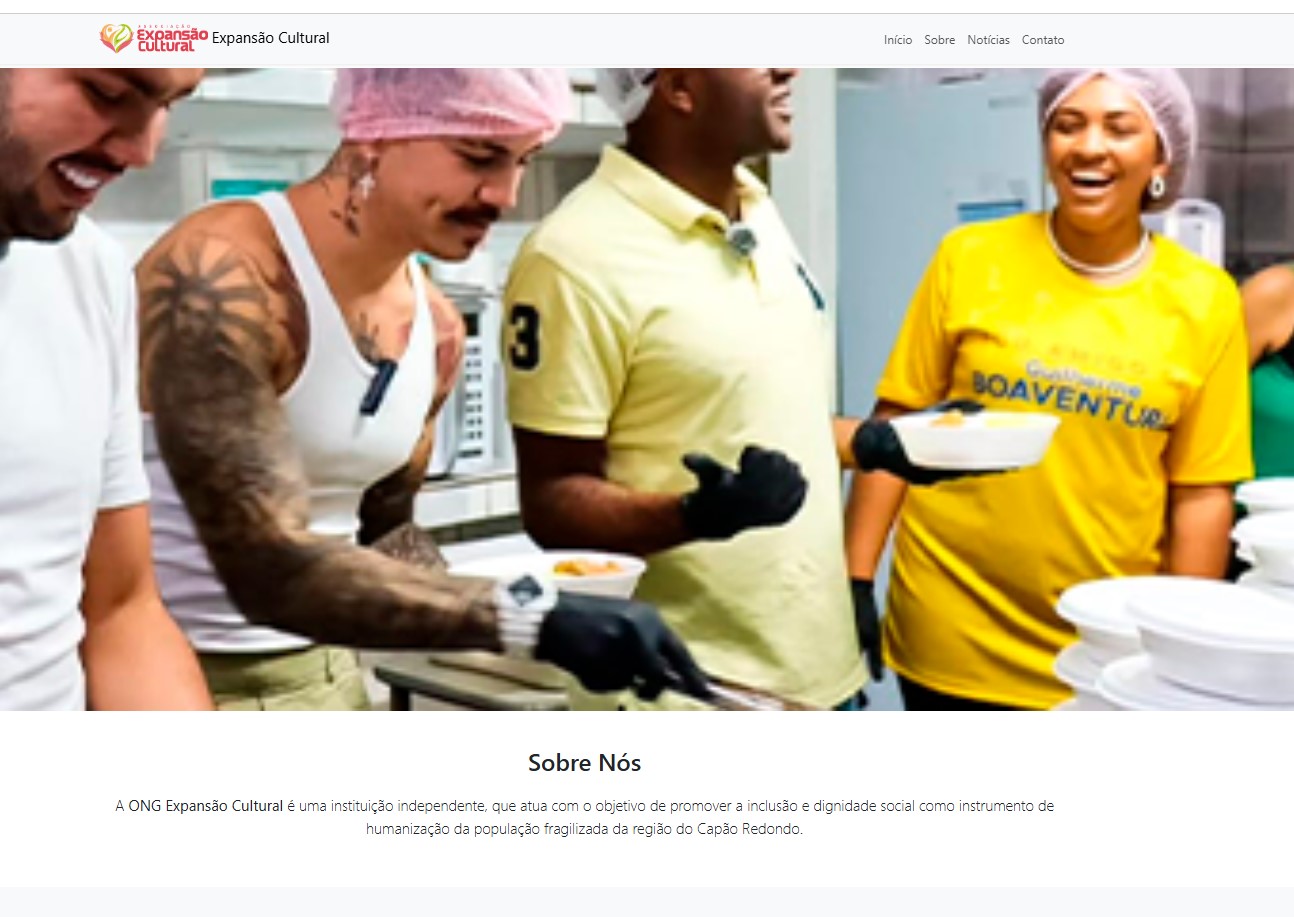 ASSOCIAÇÃO
Expansão
Cultural
Expansão Cultural
Início Sobre Notícias Contato
3
Guilherme
BOAVENTUR
Sobre Nós
A ONG Expansão Cultural é uma instituição independente, que atua com o objetivo de promover a inclusão e dignidade social como instrumento de
humanização da população fragilizada da região do Capão Redondo.